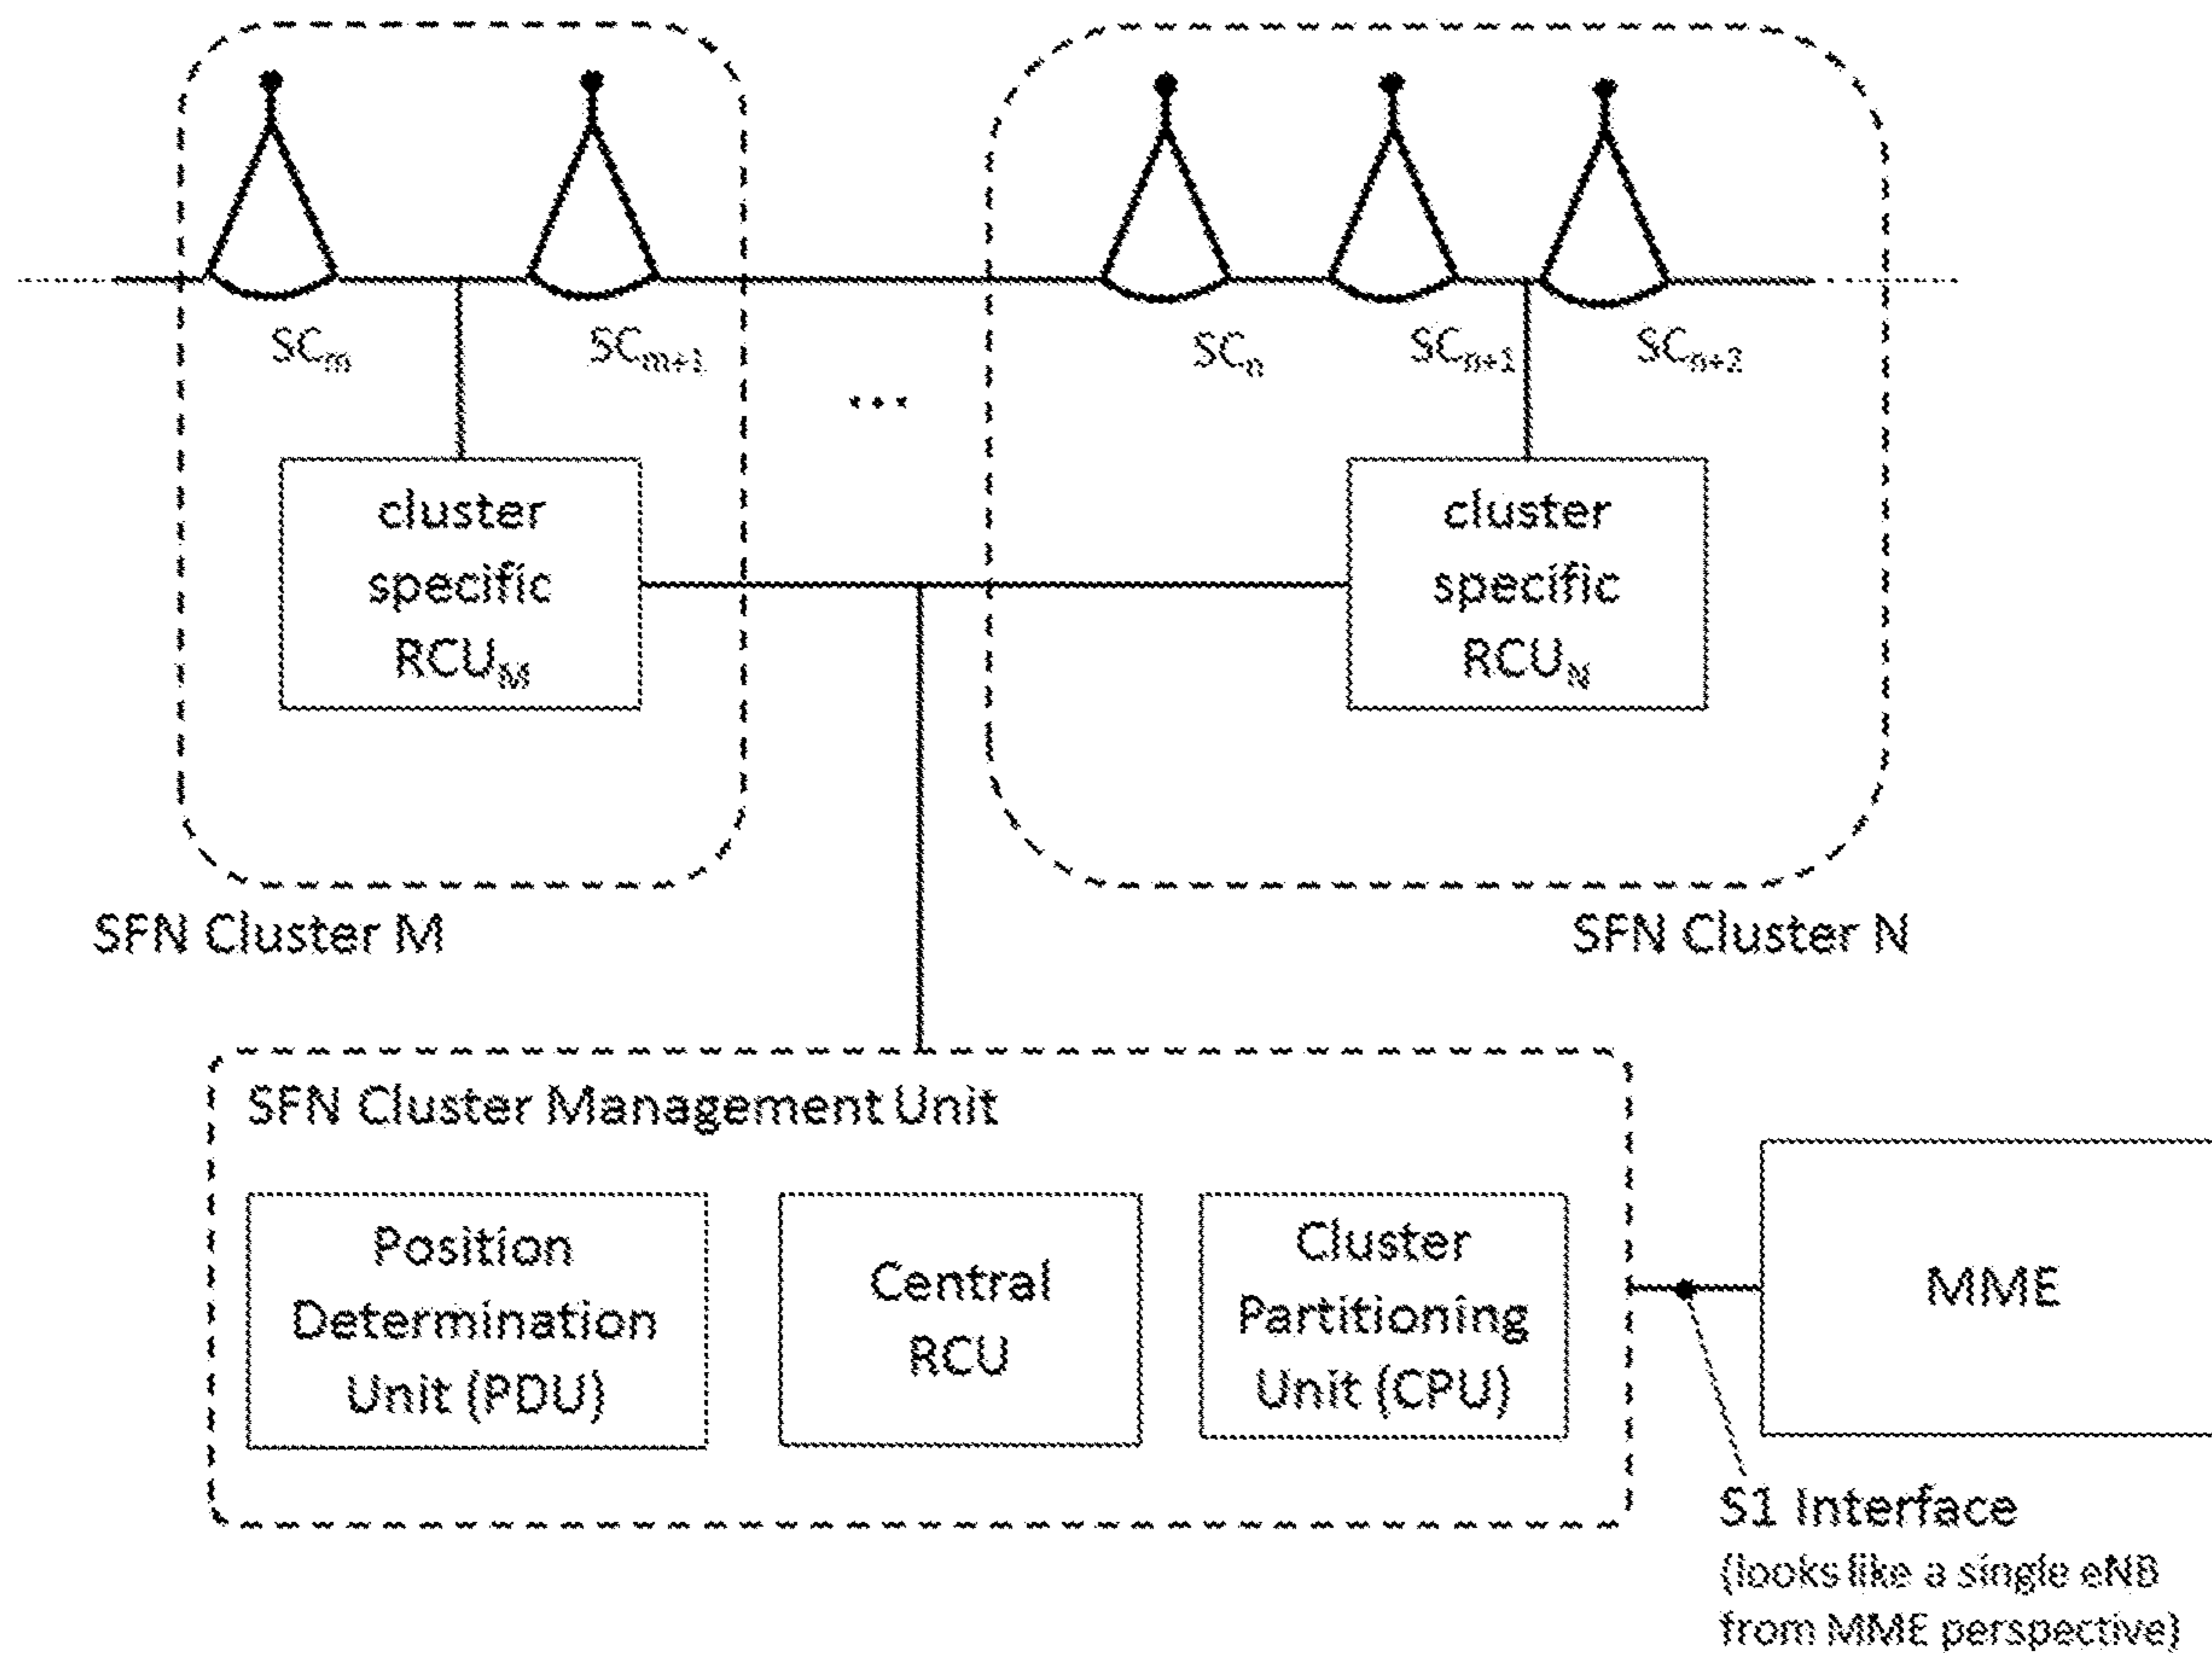 SCm SCm+1 SCn SCn+1 SCn+2
...
cluster
specific
RCUM
cluster
specific
RCUN
SFN Cluster M
SFN Cluster N
SFN Cluster Management Unit
Position
Determination
Unit (PDU)
Central
RCU
Cluster
Partitioning
Unit (CPU)
MME
S1 Interface
(looks like a single eNB
from MME perspective)